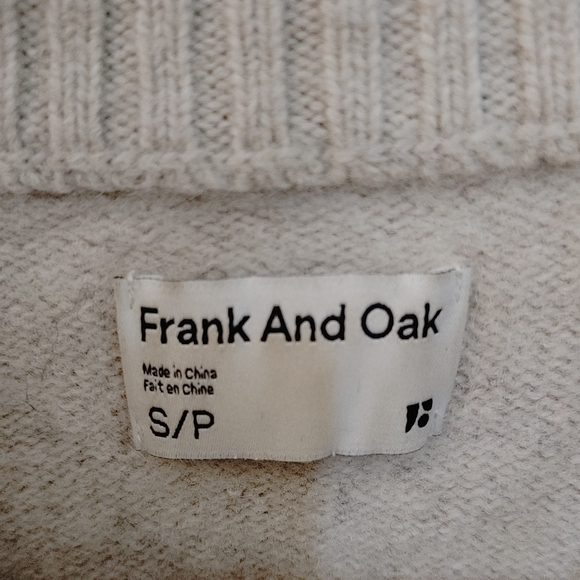 Frank And Oak
Made in China
Fait en Chine
S/P